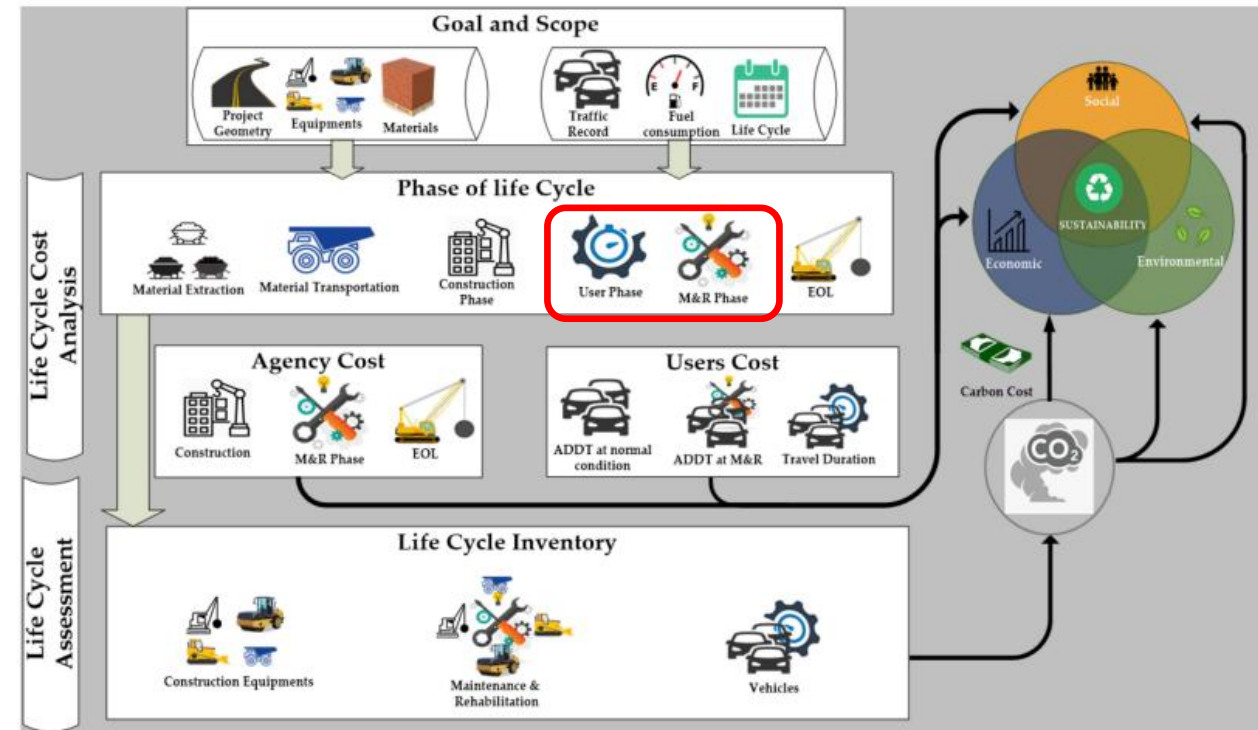 Goal and Scope
Project
Geometry
Equipments
Materials
Traffic
Record
E
F
Fuel
consumption
Life Cycle
Life Cycle Cost
Analysis
Phase of life Cycle
Material Extraction
Material Transportation
Construction
Phase
User Phase
M&R Phase
EOL
Agency Cost
Construction
M&R Phase
EOL
Users Cost
ADDT at normal
condition
ADDT at M&R
Travel Duration
Social
Economic
SUSTAINABILITY
Environmental
Carbon Cost
CO2
Life Cycle
Assessment
Life Cycle Inventory
Construction Equipments
Maintenance &
Rehabilitation
Vehicles